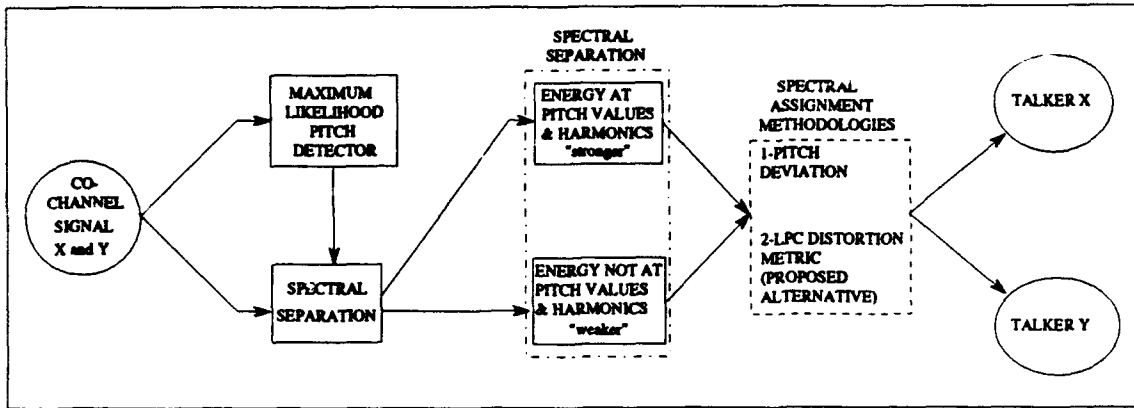 CO-
CHANNEL
SIGNAL
X and Y
MAXIMUM
LIKELIHOOD
PITCH
DETECTOR
SPECTRAL
SEPARATION
SPECTRAL
SEPARATION
ENERGY AT
PITCH VALUES
& HARMONICS
"stronger"
ENERGY NOT AT
PITCH VALUES
& HARMONICS
"weaker"
SPECTRAL
ASSIGNMENT
METHODOLOGIES
1-PITCH
DEVIATION
2-LPC DISTORTION
METRIC
(PROPOSED
ALTERNATIVE)
TALKER X
TALKER Y